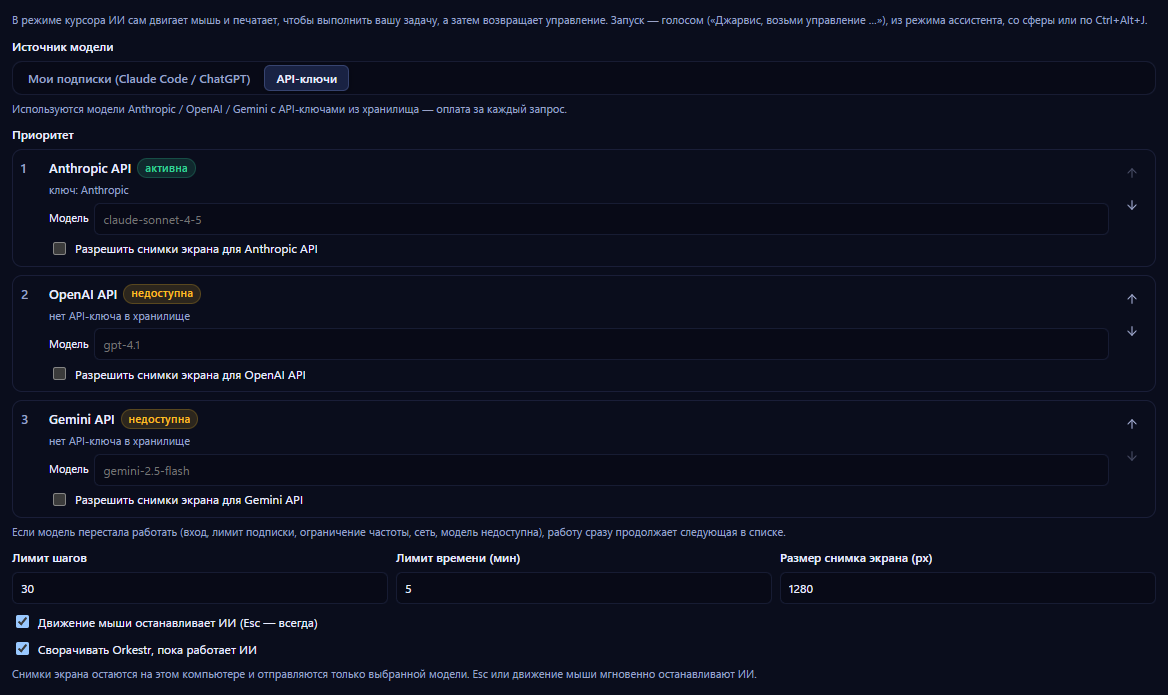 В режиме курсора ИИ сам двигает мышь и печатает, чтобы выполнить вашу задачу, а затем возвращает управление. Запуск — голосом («Джарвис, возьми управление ...»), из режима ассистента, со сферы или по Ctrl+Alt+J.
Источник модели
Мои подписки (Claude Code / ChatGPT) API-ключи
Используются модели Anthropic / OpenAI / Gemini с API-ключами из хранилища — оплата за каждый запрос.
Приоритет
1 Anthropic API активна ↑
ключ: Anthropic
Модель claude-sonnet-4-5 ↓
Разрешить снимки экрана для Anthropic API
2 OpenAI API недоступна ↑
нет API-ключа в хранилище
Модель gpt-4.1 ↓
Разрешить снимки экрана для OpenAI API
3 Gemini API недоступна ↑
нет API-ключа в хранилище
Модель gemini-2.5-flash ↓
Разрешить снимки экрана для Gemini API
Если модель перестала работать (вход, лимит подписки, ограничение частоты, сеть, модель недоступна), работу сразу продолжает следующая в списке.
Лимит шагов Лимит времени (мин) Размер снимка экрана (px)
30 5 1280
Движение мыши останавливает ИИ (Esc — всегда)
Сворачивать Orkestr, пока работает ИИ
Снимки экрана остаются на этом компьютере и отправляются только выбранной модели. Esc или движение мыши мгновенно останавливают ИИ.